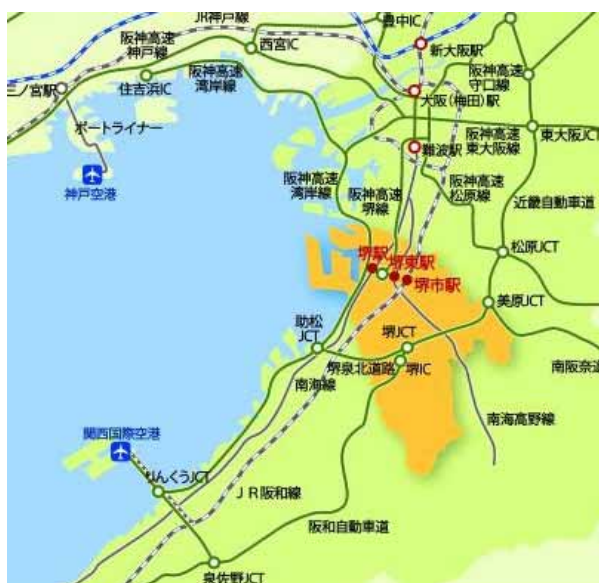 JR神戸線
豊中IC
阪神高速
神戸線
西宮IC
新大阪駅
三ノ宮駅
住吉浜IC
阪神高速
湾岸線
大阪(梅田)駅
阪神高速
守口線
ポートライナー
難波駅
阪神高速
東大阪線
東大阪JCT
神戸空港
阪神高速
湾岸線
阪神高速
堺線
阪神高速
松原線
近畿自動車道
堺駅
堺東駅
堺市駅
松原JCT
美原JCT
助松
JCT
堺JCT
堺泉北道路
堺IC
南阪奈道
南海線
南海高野線
関西国際空港
りんくうJCT
JR阪和線
阪和自動車道
泉佐野JCT